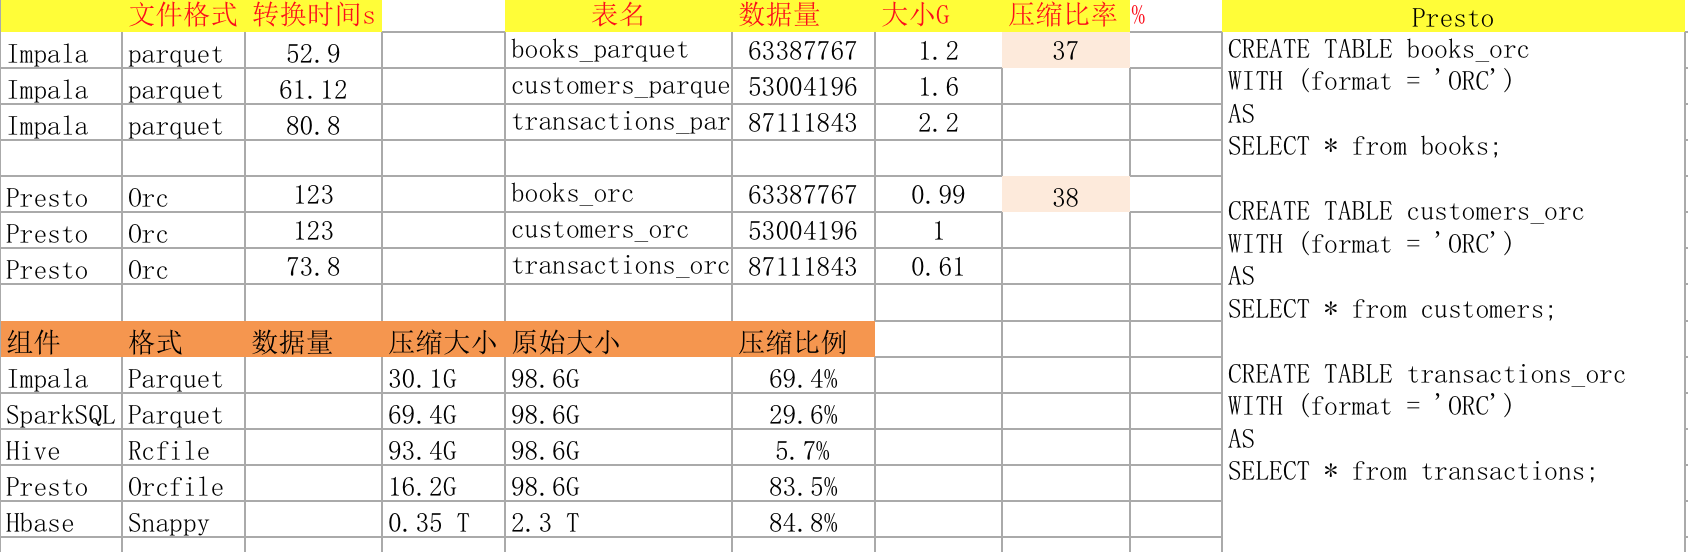 文件格式 转换时间s 表名 数据量 大小G 压缩比率 %
Impala parquet 52.9 books_parquet 63387767 1.2 37
Impala parquet 61.12 customers_parque 53004196 1.6
Impala parquet 80.8 transactions_par 87111843 2.2
Presto Orc 123 books_orc 63387767 0.99 38
Presto Orc 123 customers_orc 53004196 1
Presto Orc 73.8 transactions_orc 87111843 0.61
组件 格式 数据量 压缩大小 原始大小 压缩比例
Impala Parquet 30.1G 98.6G 69.4%
SparkSQL Parquet 69.4G 98.6G 29.6%
Hive Rcfile 93.4G 98.6G 5.7%
Presto Orcfile 16.2G 98.6G 83.5%
Hbase Snappy 0.35 T 2.3 T 84.8%
Presto
CREATE TABLE books_orc
WITH (format = 'ORC')
AS
SELECT * from books;
CREATE TABLE customers_orc
WITH (format = 'ORC')
AS
SELECT * from customers;
CREATE TABLE transactions_orc
WITH (format = 'ORC')
AS
SELECT * from transactions;